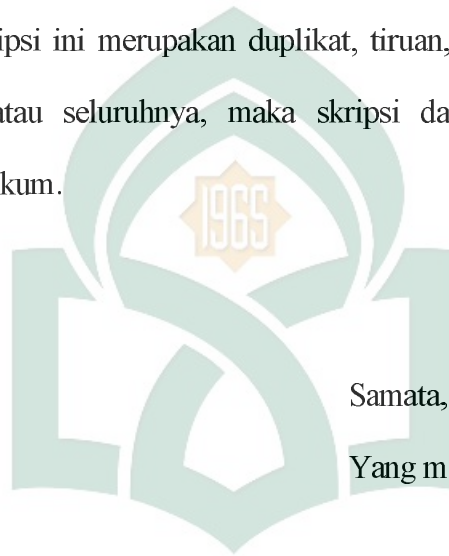 ipsi ini merupakan duplikat, tiruan,
atau seluruhnya, maka skripsi da
kum.
1965
Samata,
Yang m